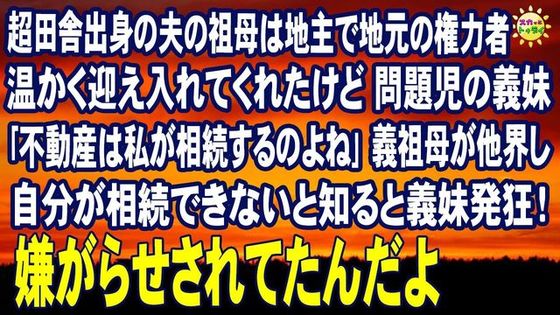 超田舎出身の夫の祖母は地主で地元の権力者
温かく迎え入れてくれたけど 問題児の義妹
「不動産は私が相続するのよね」 義祖母が他界し
自分が相続できないと知ると義妹発狂!
嫌がらせされてたんだよ